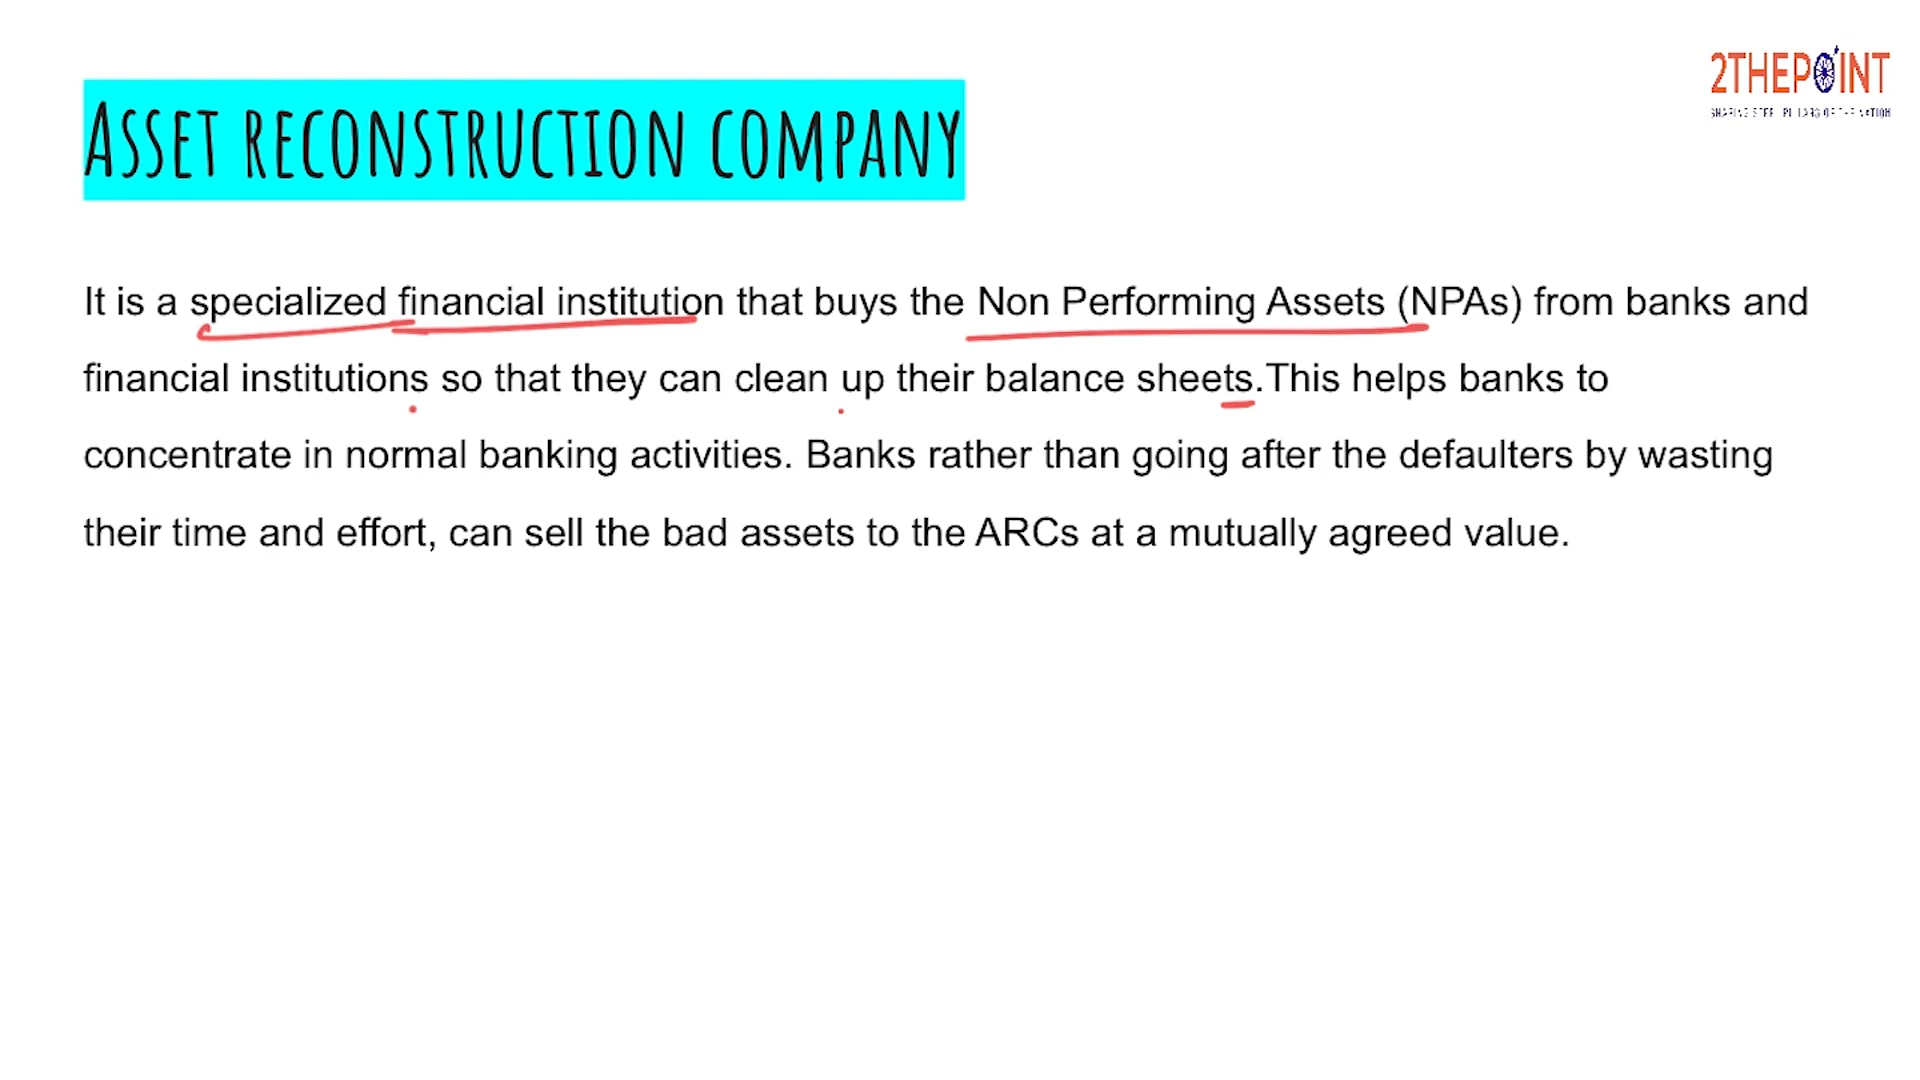 2THEPOINT
ASSET RECONSTRUCTION COMPANY
It is a specialized financial institution that buys the Non Performing Assets (NPAs) from banks and
financial institutions so that they can clean up their balance sheets.This helps banks to
concentrate in normal banking activities. Banks rather than going after the defaulters by wasting
their time and effort, can sell the bad assets to the ARCs at a mutually agreed value.